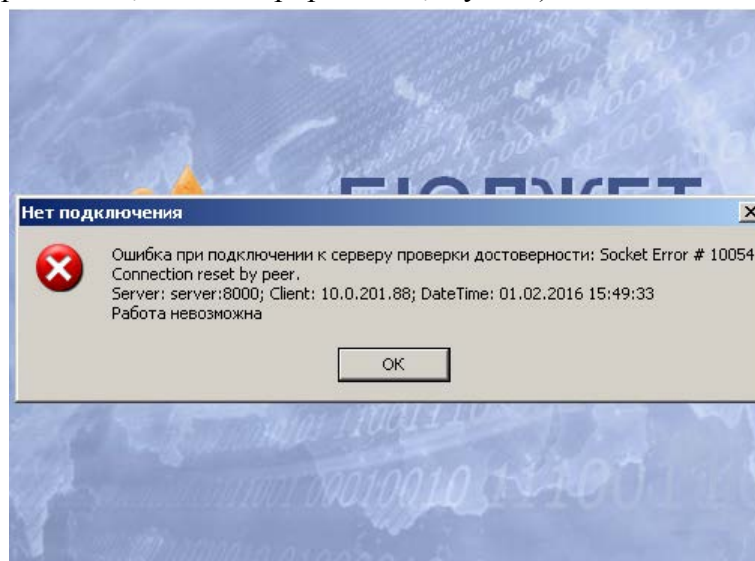 БЮДЖЕТ
Нет подключения
Ошибка при подключении к серверу проверки достоверности: Socket Error # 10054
Connection reset by peer.
Server: server:8000; Client: 10.0.201.88; DateTime: 01.02.2016 15:49:33
Работа невозможна
OK